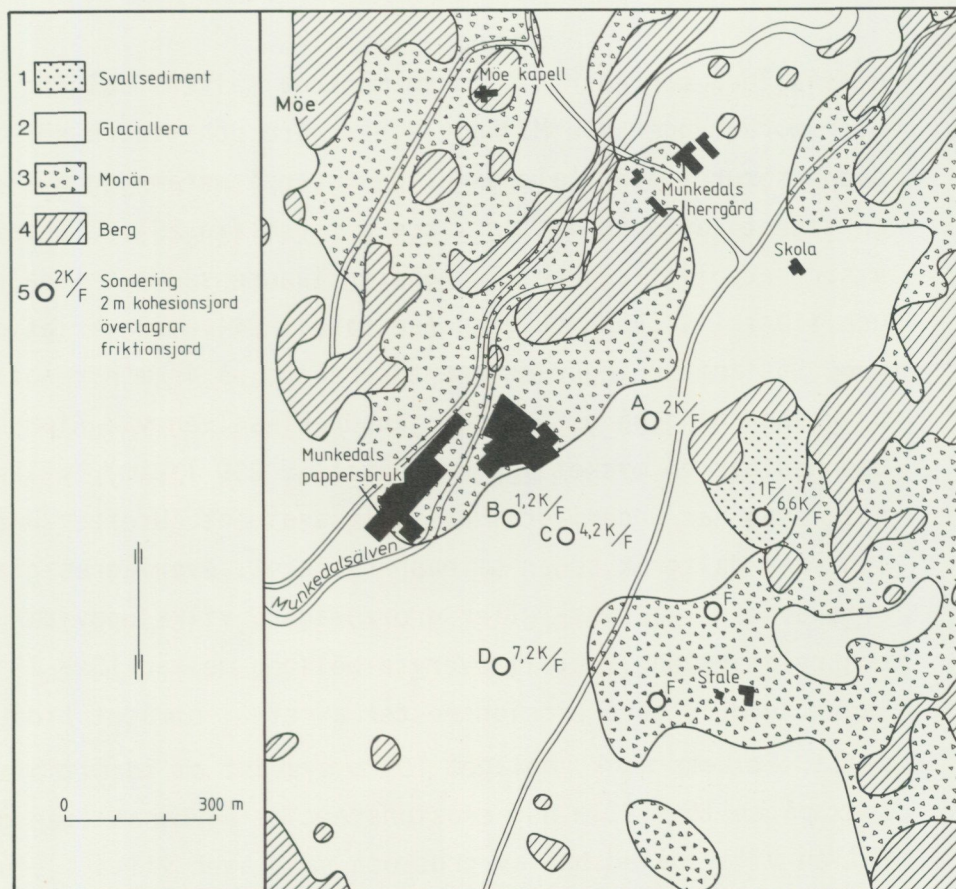 1 Svallsediment
2 Glaciallera
3 Morän
4 Berg
5 2K/F Sondering
2 m kohesionsjord
överlagrar
friktionsjord
0 300 m
Möe
Möe kapell
Munkedals
herrgård
Skola
A 2K/F
Munkedals
pappersbruk
1F
6,6K/F
B 1,2K/F
C 4,2K/F
Munkedalsälven
F
D 7,2K/F
Stale
F